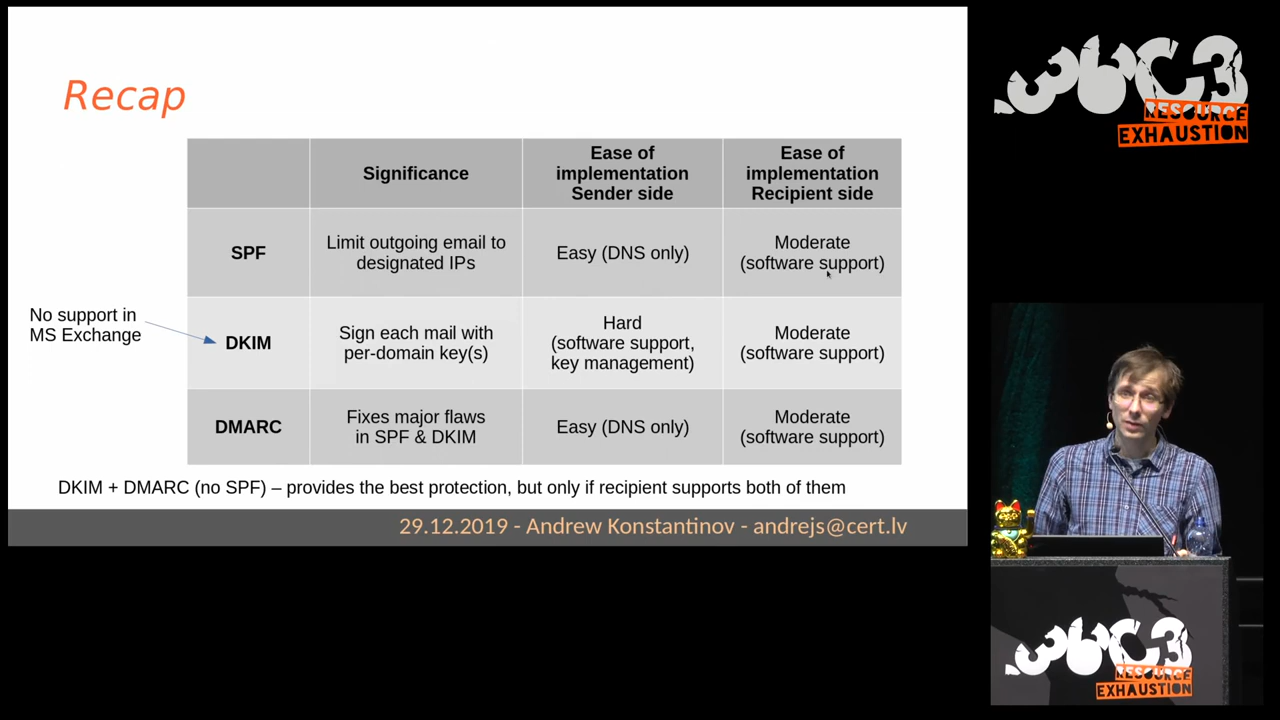 Recap
Significance
Ease of
implementation
Sender side
Ease of
implementation
Recipient side
SPF
Limit outgoing email to
designated IPs
Easy (DNS only)
Moderate
(software support)
No support in
MS Exchange
DKIM
Sign each mail with
per-domain key(s)
Hard
(software support,
key management)
Moderate
(software support)
DMARC
Fixes major flaws
in SPF & DKIM
Easy (DNS only)
Moderate
(software support)
DKIM + DMARC (no SPF) – provides the best protection, but only if recipient supports both of them
29.12.2019 - Andrew Konstantinov - andrejs@cert.lv
36C3
RESOURCE
EXHAUSTION
36C3
RESOURCE
EXHAUSTION